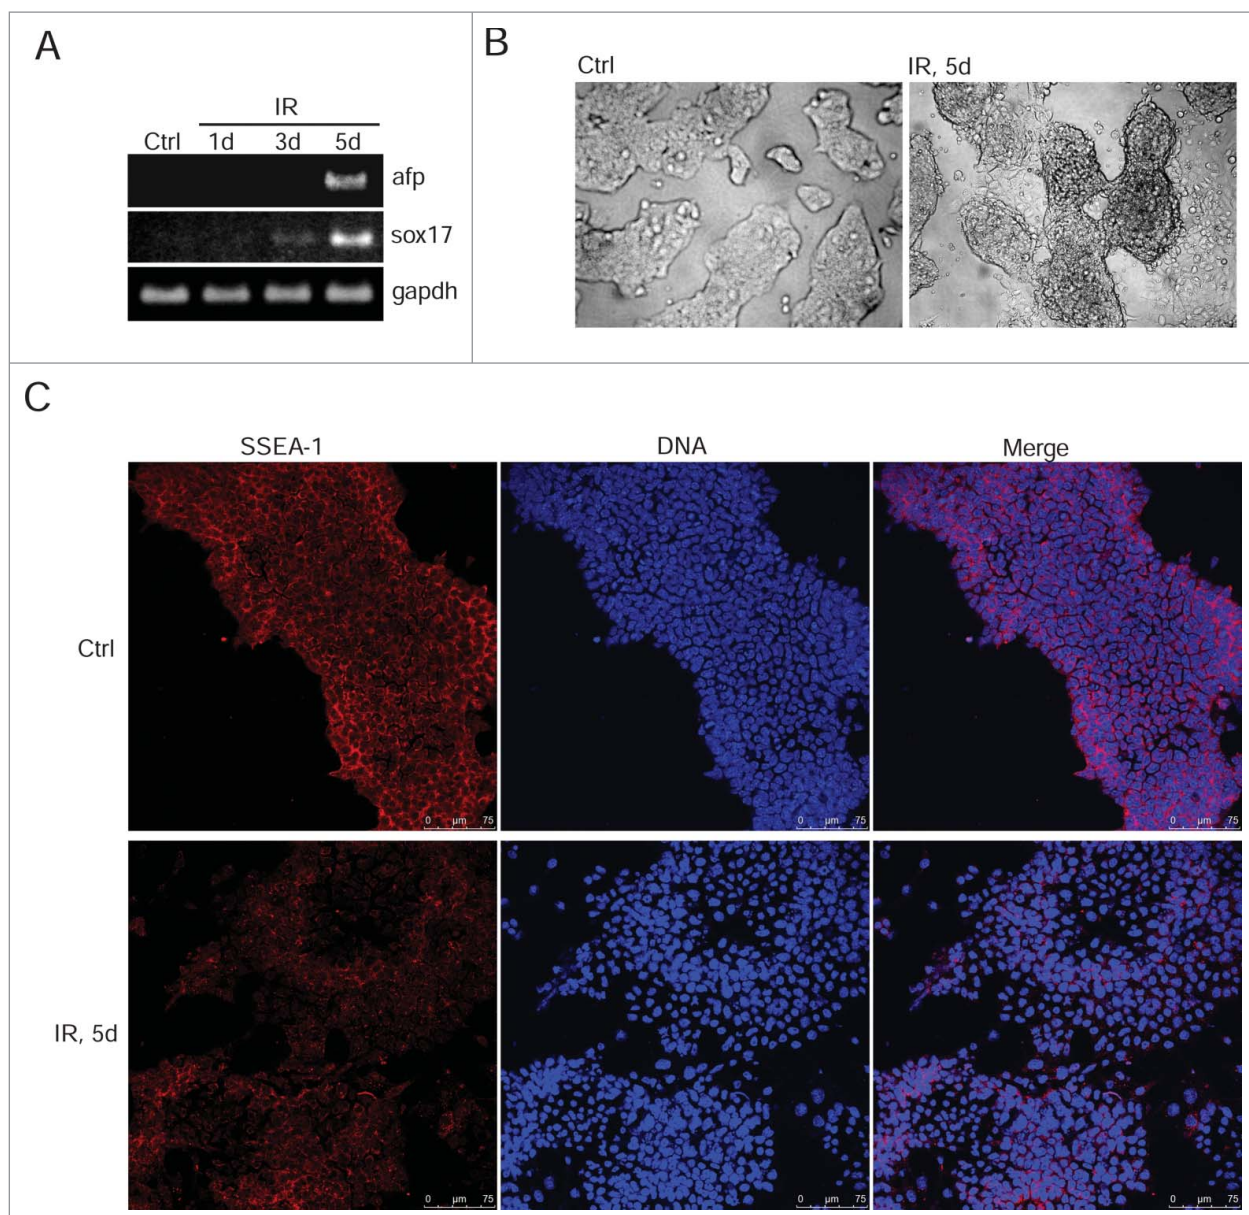 A
IR
Ctrl 1d 3d 5d
afp
sox17
gapdh
B
Ctrl IR, 5d
C
SSEA-1 DNA Merge
Ctrl
0 µm 75 0 µm 75 0 µm 75
IR, 5d
0 µm 75 0 µm 75 0 µm 75